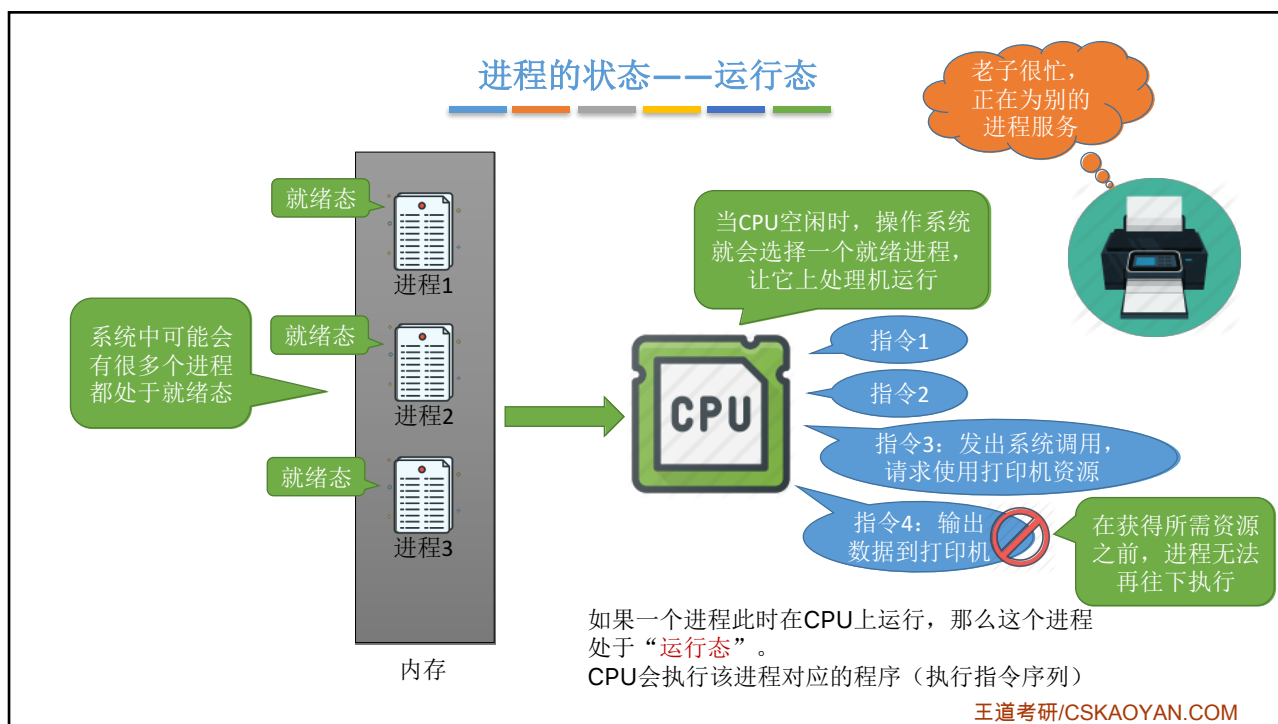 进程的状态——运行态
老子很忙，
正在为别的
进程服务
就绪态
进程1
就绪态
进程2
就绪态
进程3
内存
系统中可能会
有很多个进程
都处于就绪态
当CPU空闲时，操作系统
就会选择一个就绪进程，
让它上处理机运行
CPU
指令1
指令2
指令3：发出系统调用，
请求使用打印机资源
指令4：输出
数据到打印机
在获得所需资源
之前，进程无法
再往下执行
如果一个进程此时在CPU上运行，那么这个进程
处于“运行态”。
CPU会执行该进程对应的程序（执行指令序列）
王道考研/CSKAOYAN.COM